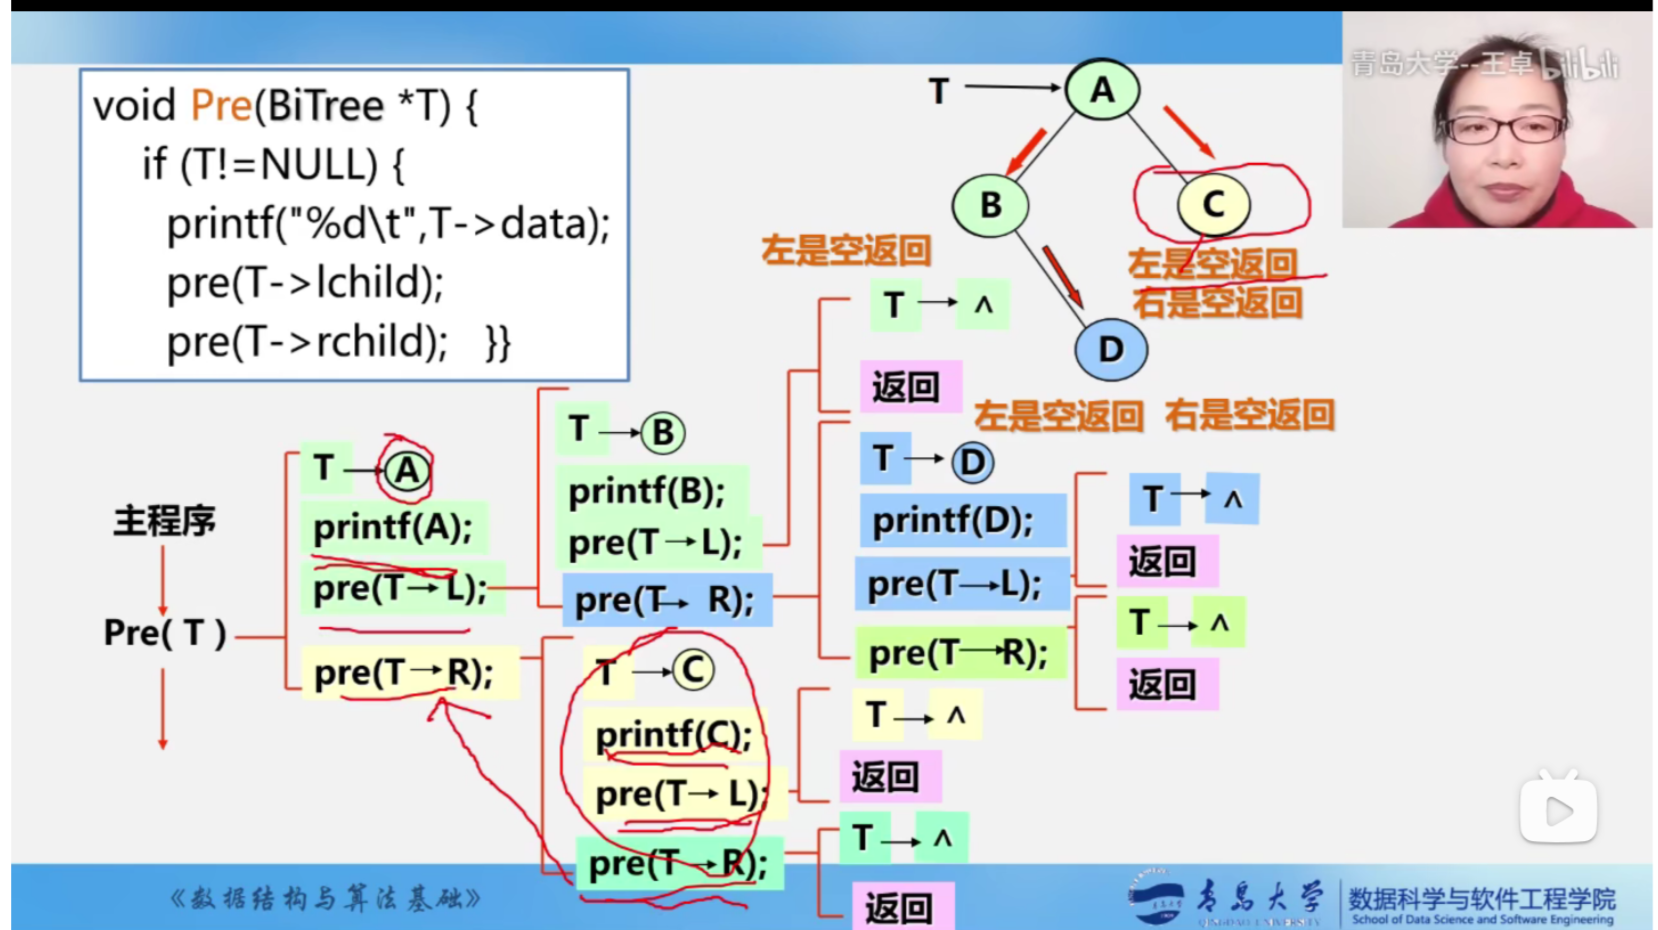 青岛大学--王卓 bilibili
void Pre(BiTree *T) {
if (T!=NULL) {
printf("%d\t",T->data);
pre(T->lchild);
pre(T->rchild); }}
T
A
B
C
D
左是空返回
左是空返回
右是空返回
左是空返回 右是空返回
主程序
Pre( T )
T→A
printf(A);
pre(T→L);
pre(T→R);
T→B
printf(B);
pre(T→L);
pre(T→R);
T→∧
返回
T→D
printf(D);
pre(T→L);
pre(T→R);
T→∧
返回
T→∧
返回
T→C
printf(C);
pre(T→L);
pre(T→R);
T→∧
返回
T→∧
返回
《数据结构与算法基础》
青岛大学
QINGDAO UNIVERSITY
数据科学与软件工程学院
School of Data Science and Software Engineering